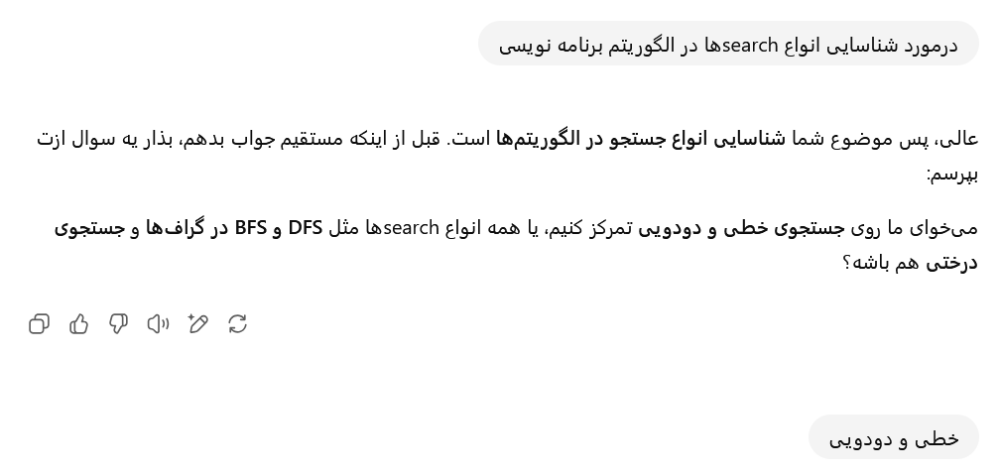 درمورد شناسایی انواع searchها در الگوریتم برنامه نویسی
عالی، پس موضوع شما شناسایی انواع جستجو در الگوریتم‌ها است. قبل از اینکه مستقیم جواب بدهم، بذار یه سوال ازت
بپرسم:
می‌خوای ما روی جستجوی خطی و دودویی تمرکز کنیم، یا همه انواع searchها مثل DFS و BFS در گراف‌ها و جستجوی
درختی هم باشه؟
خطی و دودویی